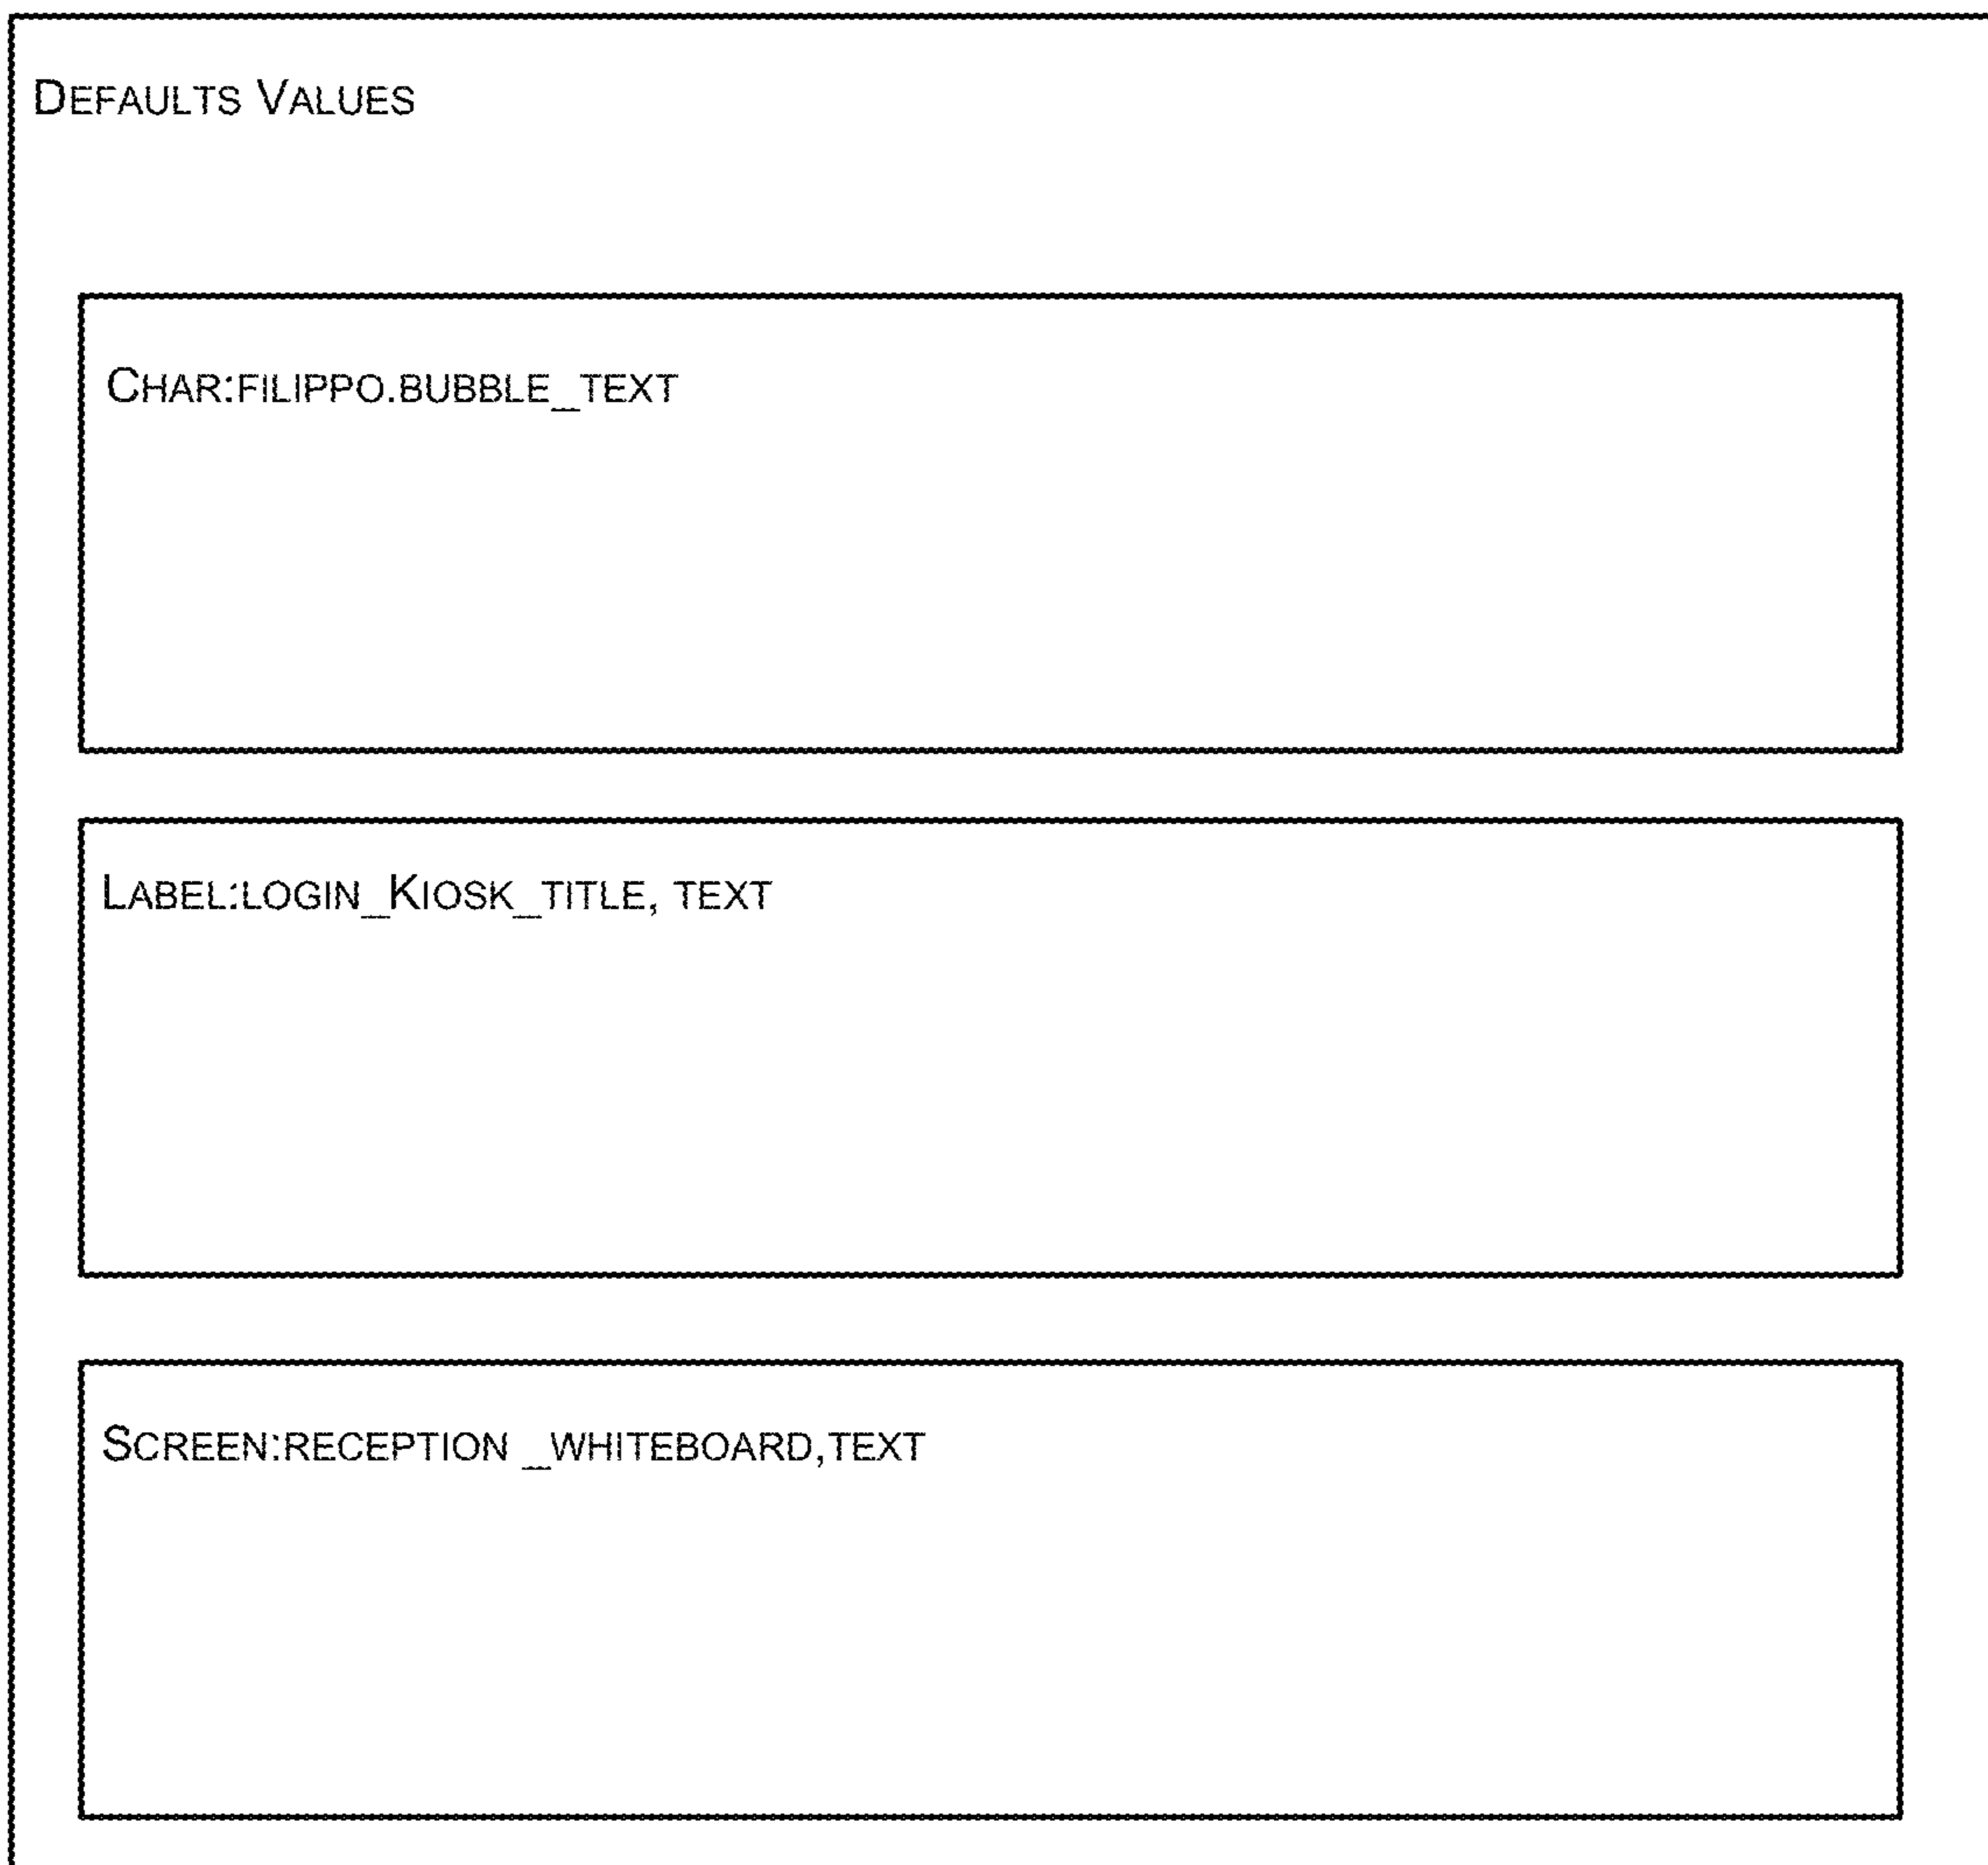 DEFAULTS VALUES
CHAR:FILIPPO.BUBBLE_TEXT
LABEL:LOGIN_KIOSK_TITLE, TEXT
SCREEN:RECEPTION _WHITEBOARD,TEXT